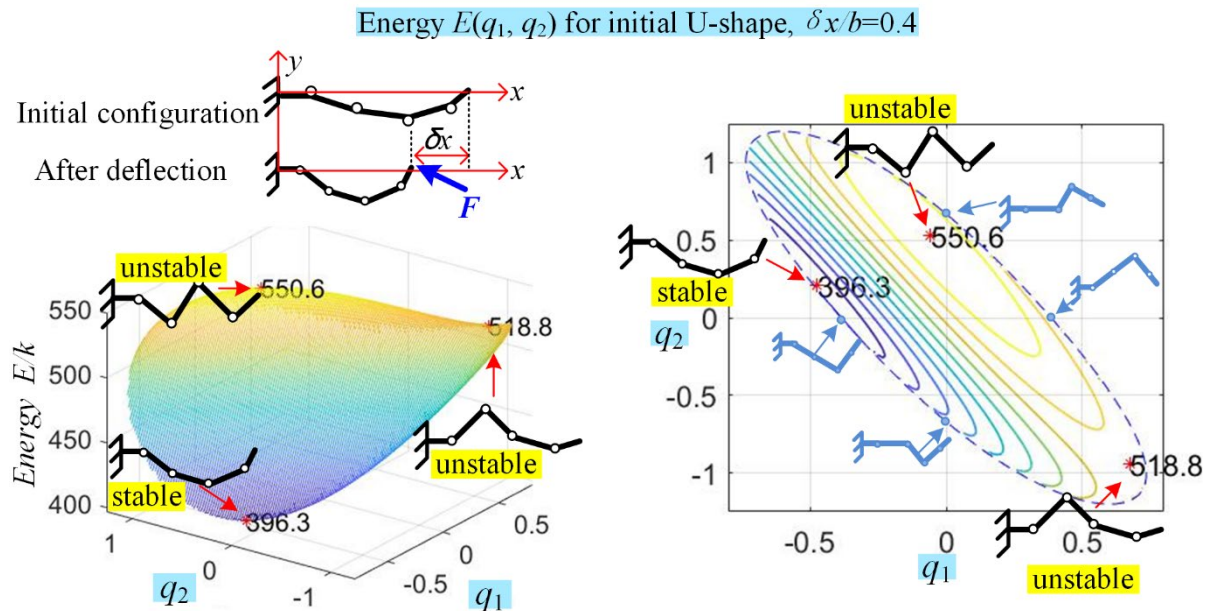 Energy E(q₁, q₂) for initial U-shape, δx/b=0.4
y
Initial configuration
x
δx
After deflection
x
F
unstable
550.6
518.8
550
500
450
400
Energy E/k
stable
396.3
unstable
1
0
-1
q₂
-0.5
0
0.5
q₁
unstable
1
0.5
0
-0.5
-1
q₂
550.6
stable
396.3
518.8
-0.5
0
0.5
q₁
unstable